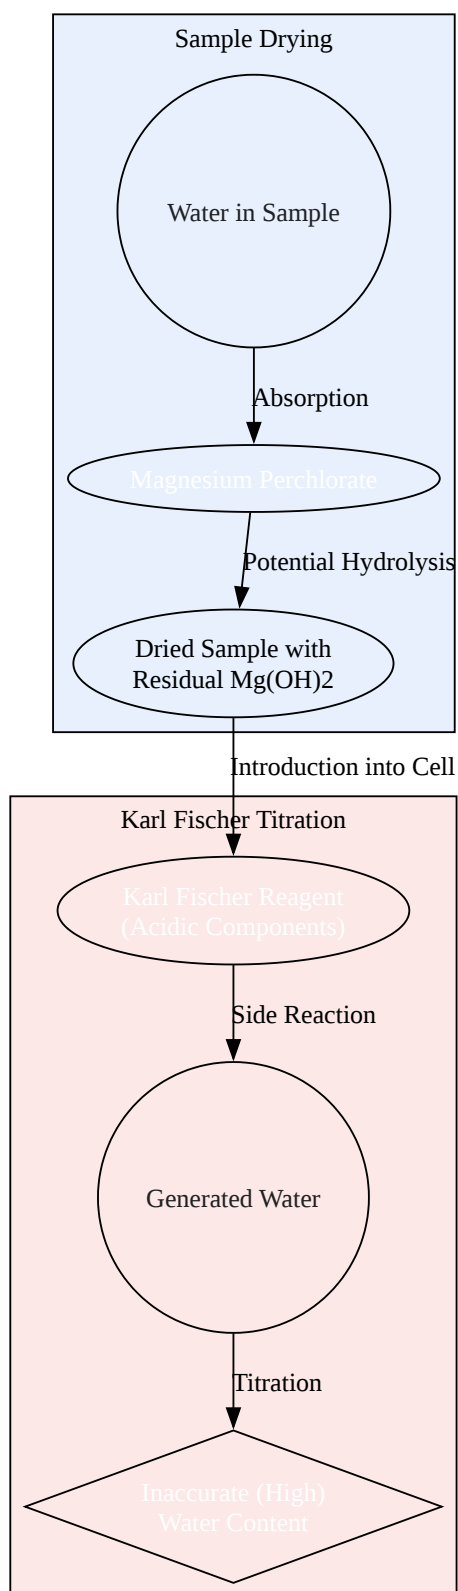 Sample Drying
Water in Sample
Absorption
Magnesium Perchlorate
Potential Hydrolysis
Dried Sample with
Residual Mg(OH)2
Introduction into Cell
Karl Fischer Titration
Karl Fischer Reagent
(Acidic Components)
Side Reaction
Generated Water
Titration
Inaccurate (High)
Water Content